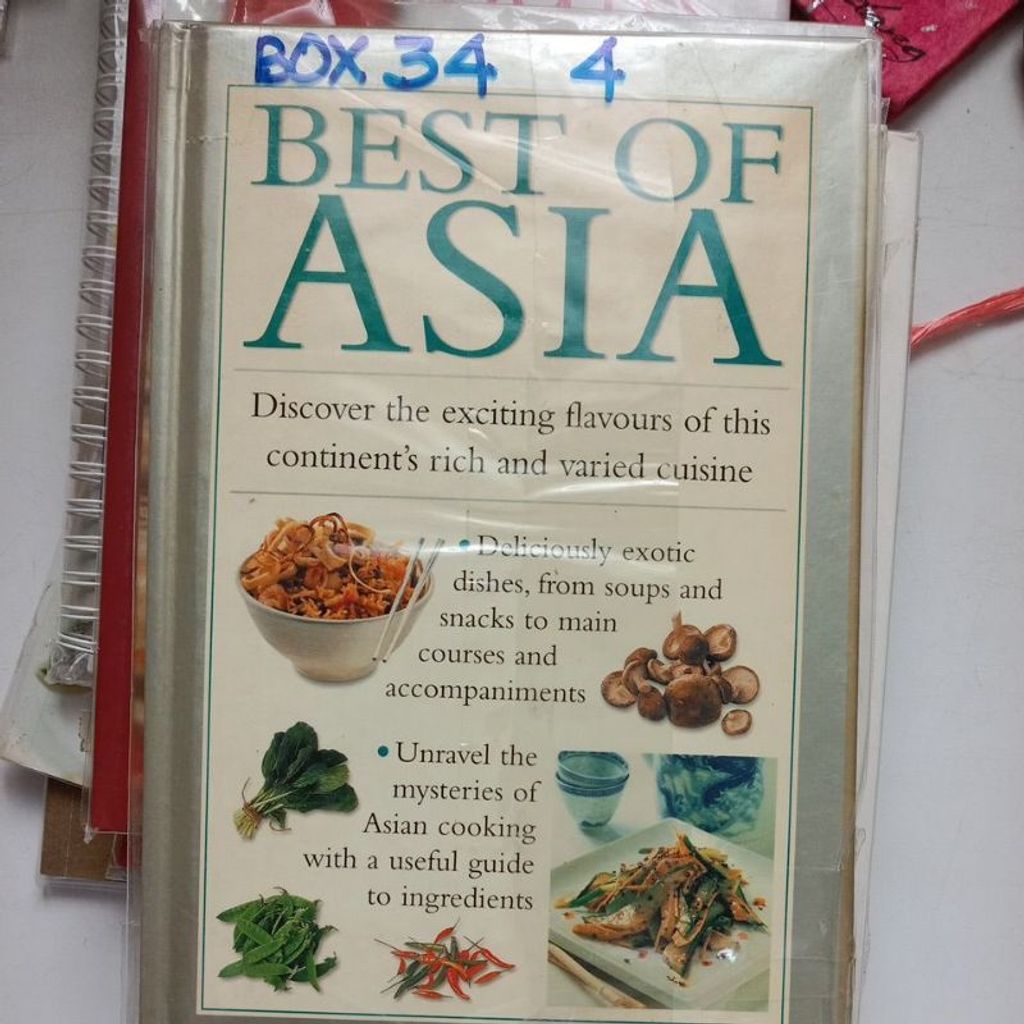 BOX 34 4
BEST OF
ASIA
Discover the exciting flavours of this
continent's rich and varied cuisine
• Deliciously exotic
dishes, from soups and
snacks to main
courses and
accompaniments
• Unravel the
mysteries of
Asian cooking
with a useful guide
to ingredients